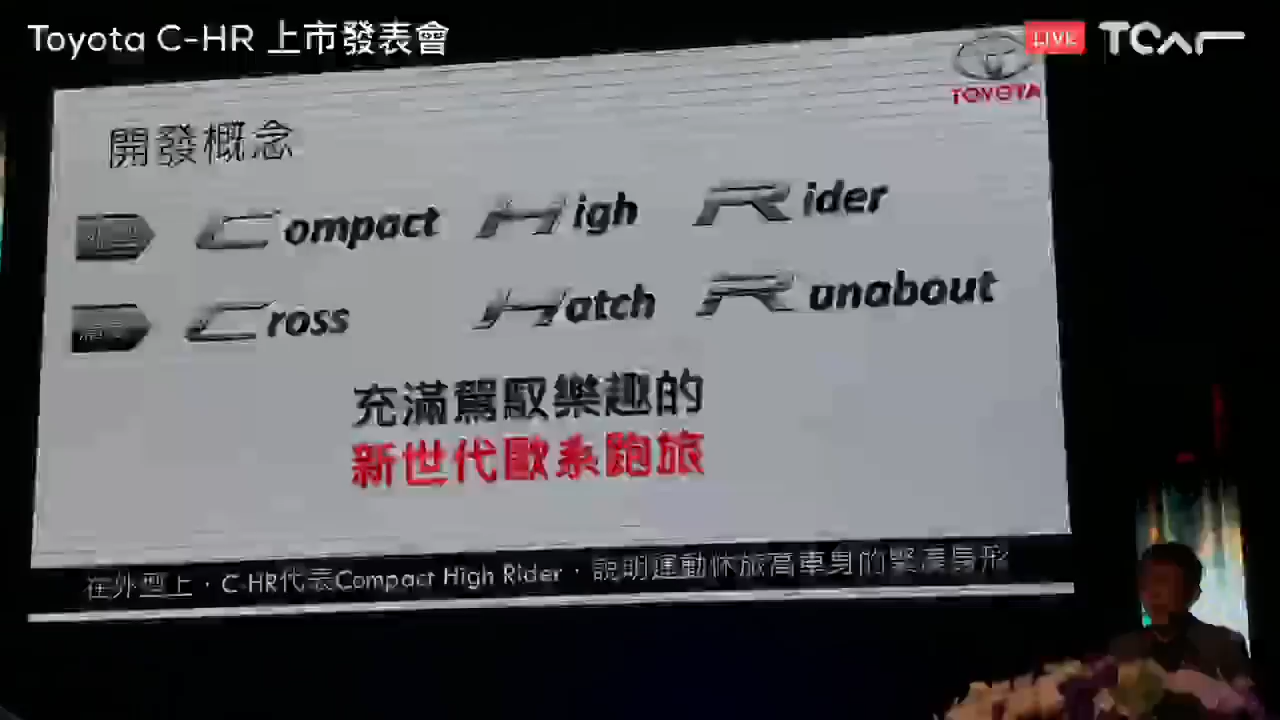 Toyota C-HR 上市發表會
LIVE TCAr
TOYOTA
開發概念
Compact High Rider
Cross Hatch Runabout
充滿駕馭樂趣的
新世代歐系跑旅
在外型上，C-HR代表Compact High Rider，說明運動休旅高車身的緊湊身形